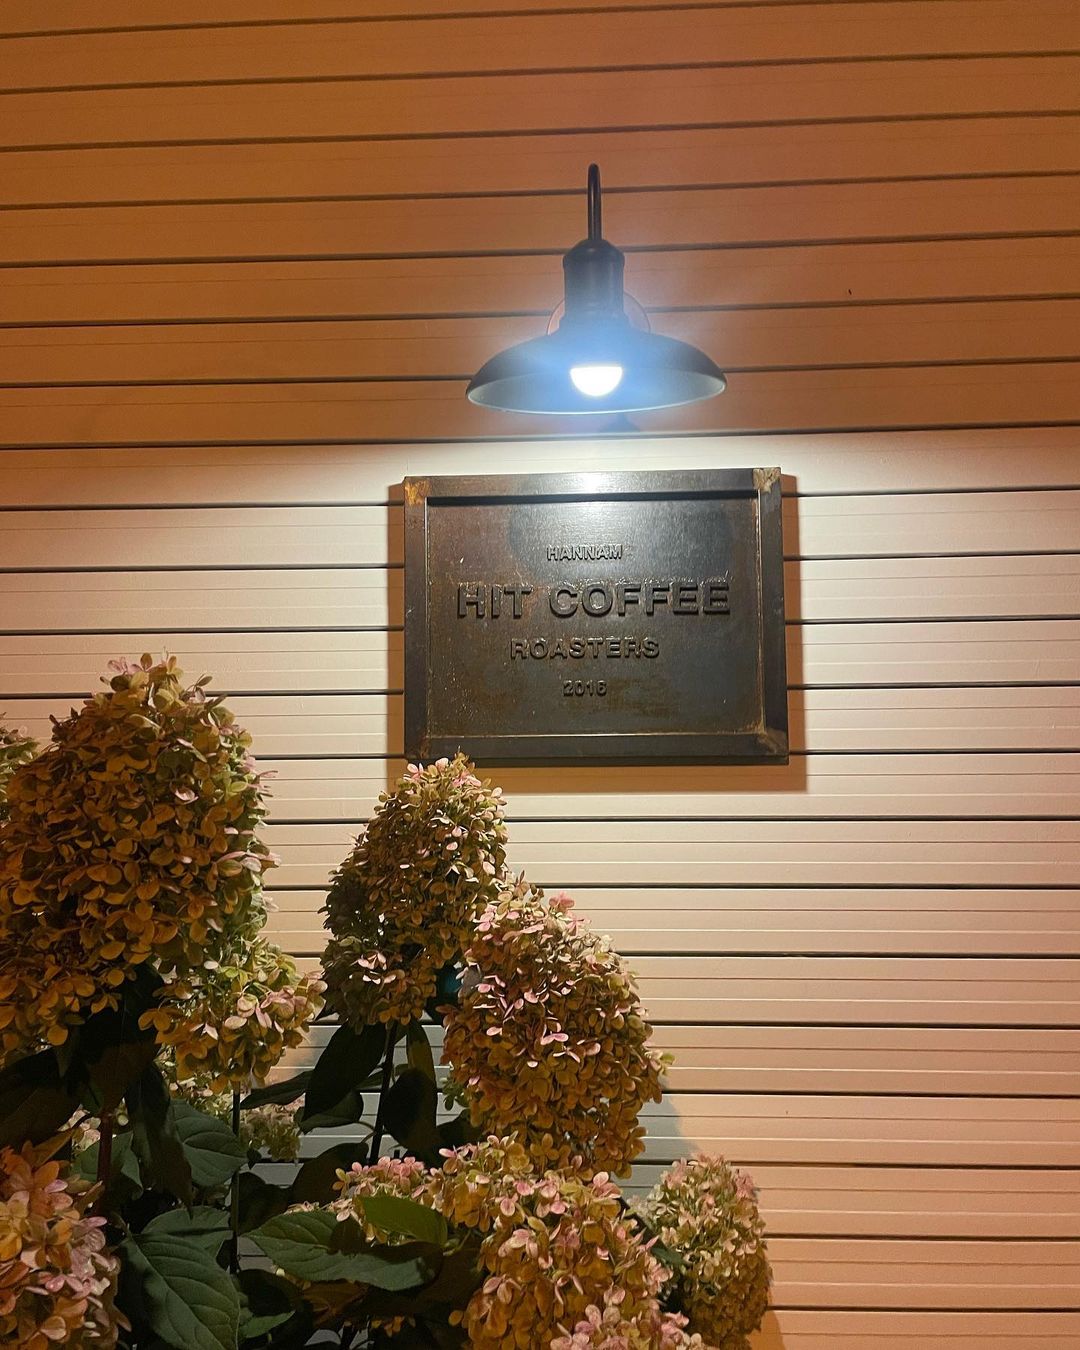 HANNAM
HIT COFFEE
ROASTERS
2016